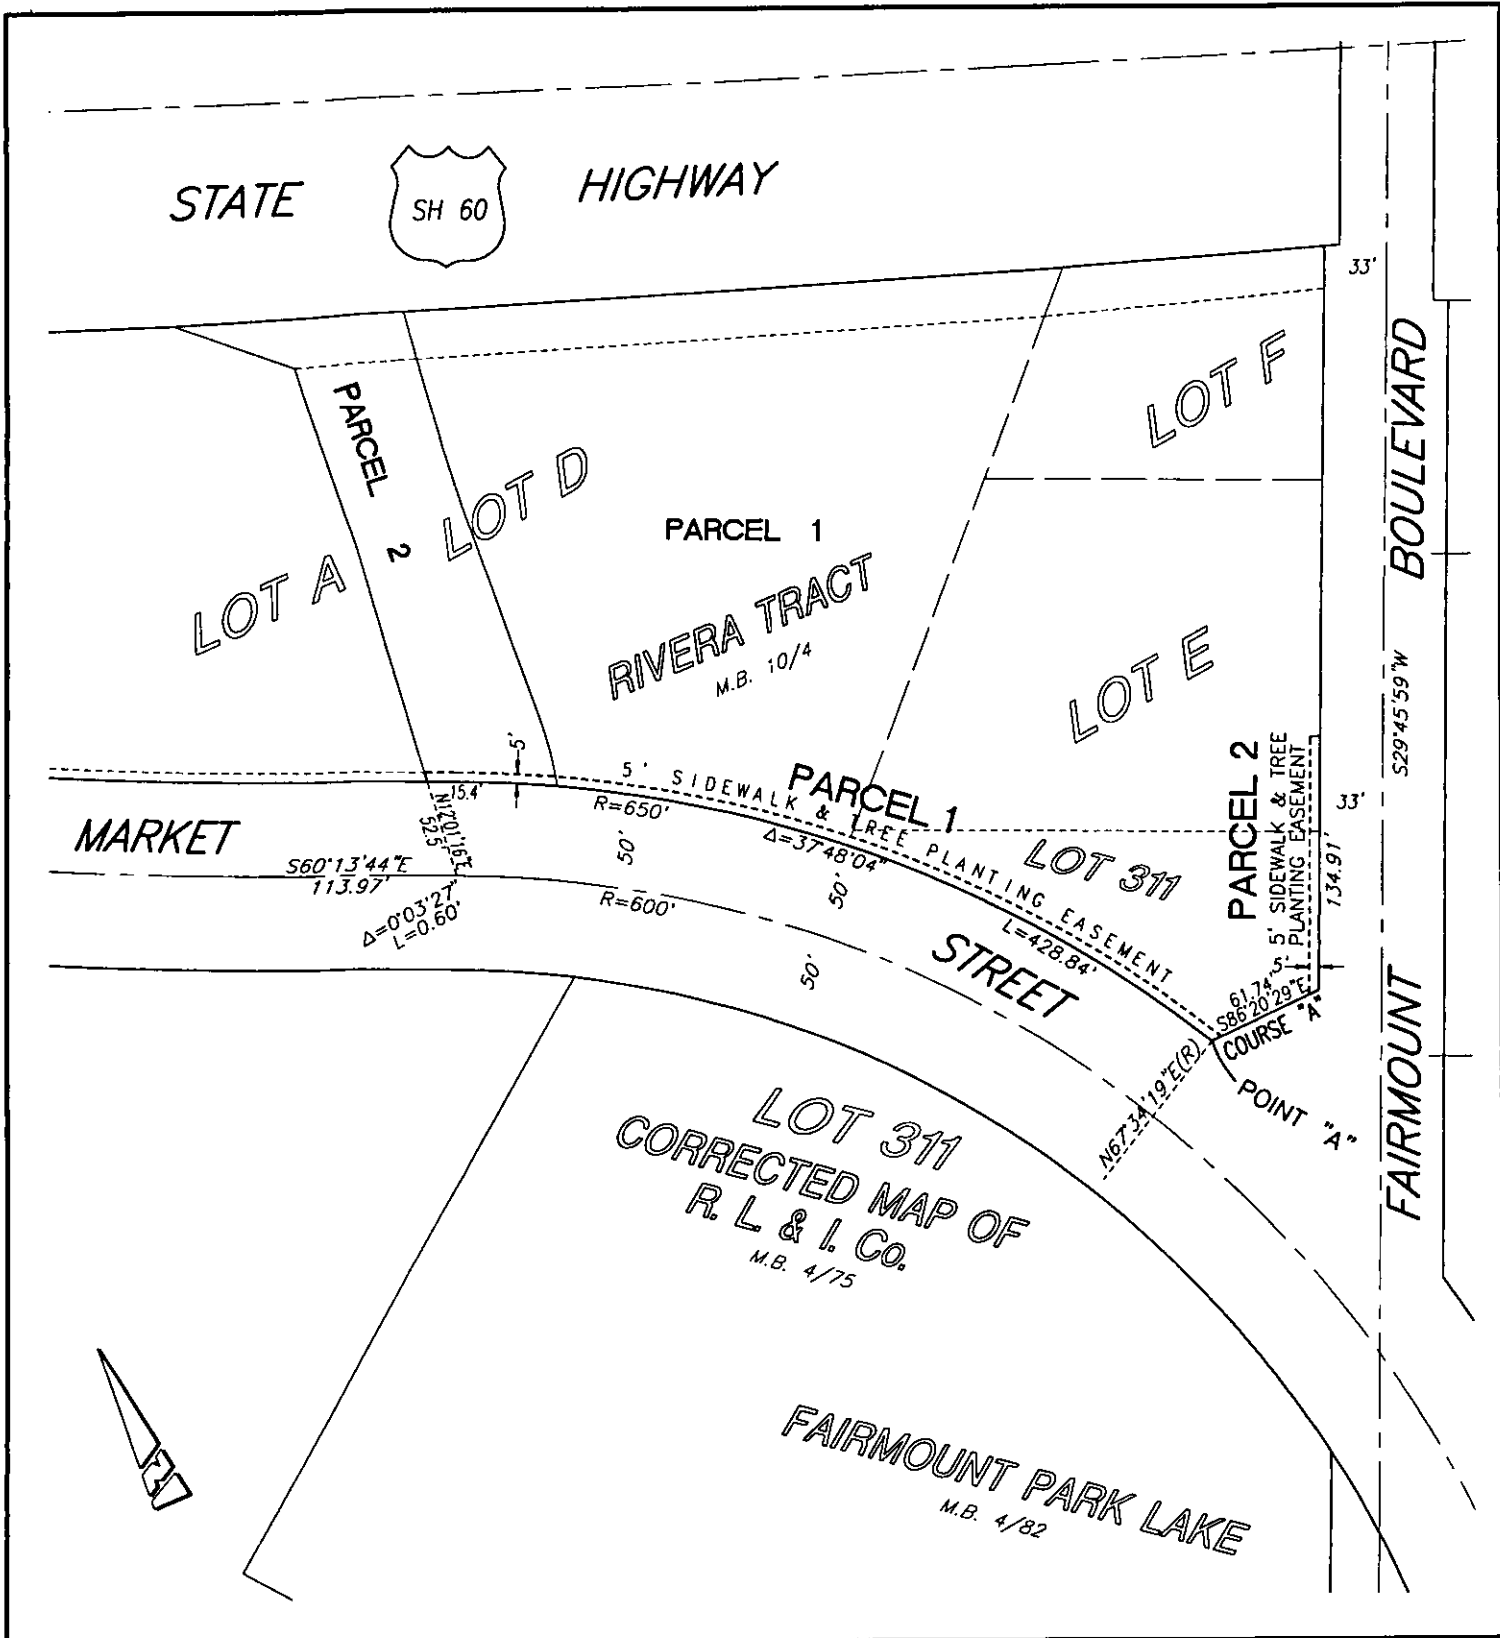 STATE
SH 60
HIGHWAY
33'
PARCEL
2
LOT A
LOT D
PARCEL 1
RIVERA TRACT
M.B. 10/4
LOT F
LOT E
BOULEVARD
S29°45'59"W
MARKET
5'
15.4'
N12°01'16"E
52.5'
S60°13'44"E
113.97'
Δ=0°03'27"
L=0.60'
5' SIDEWALK & TREE PLANTING EASEMENT
PARCEL 1
R=650'
50'
Δ=37°48'04"
50'
R=600'
50'
L=428.84'
STREET
LOT 311
PARCEL 2
5' SIDEWALK & TREE
PLANTING EASEMENT
33'
134.91'
5'
61.74'
S86°20'29"E
COURSE "A"
POINT "A"
N67°34'19"E(R)
FAIRMOUNT
LOT 311
CORRECTED MAP OF
R. L. & I. Co.
M.B. 4/75
FAIRMOUNT PARK LAKE
M.B. 4/82
N